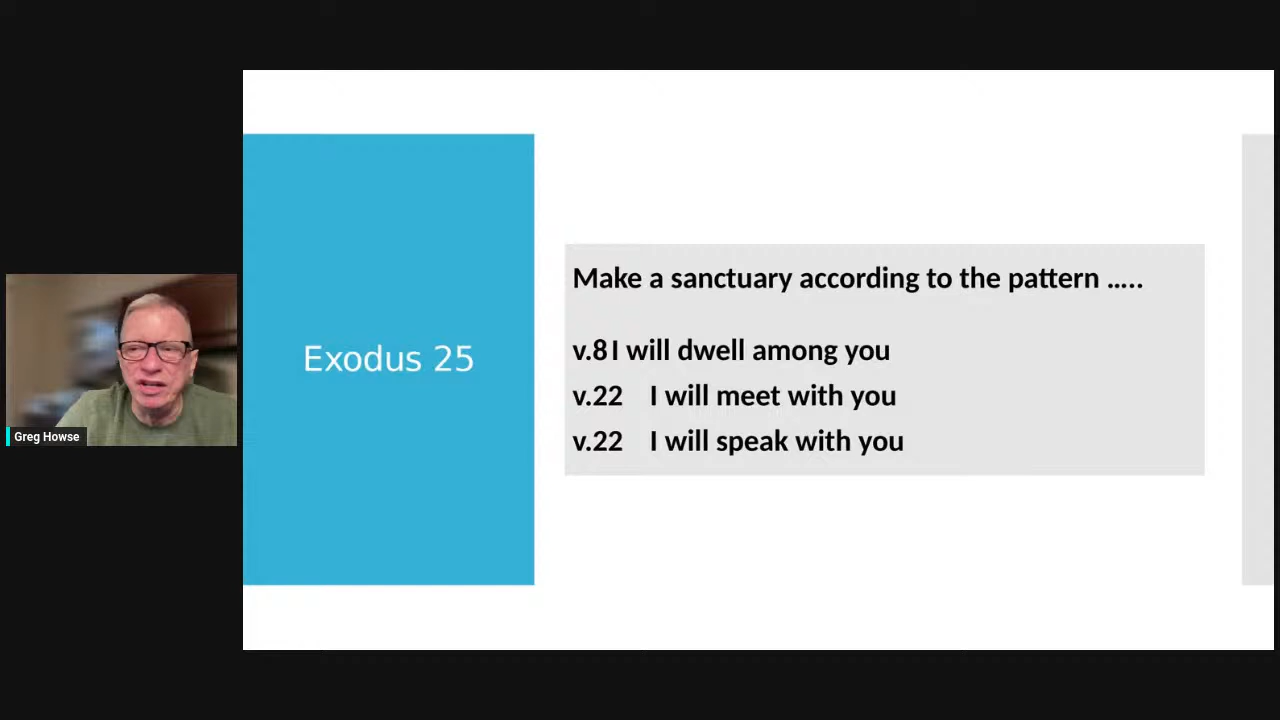 Exodus 25
Make a sanctuary according to the pattern .....
v.8 I will dwell among you
v.22 I will meet with you
v.22 I will speak with you
Greg Howse